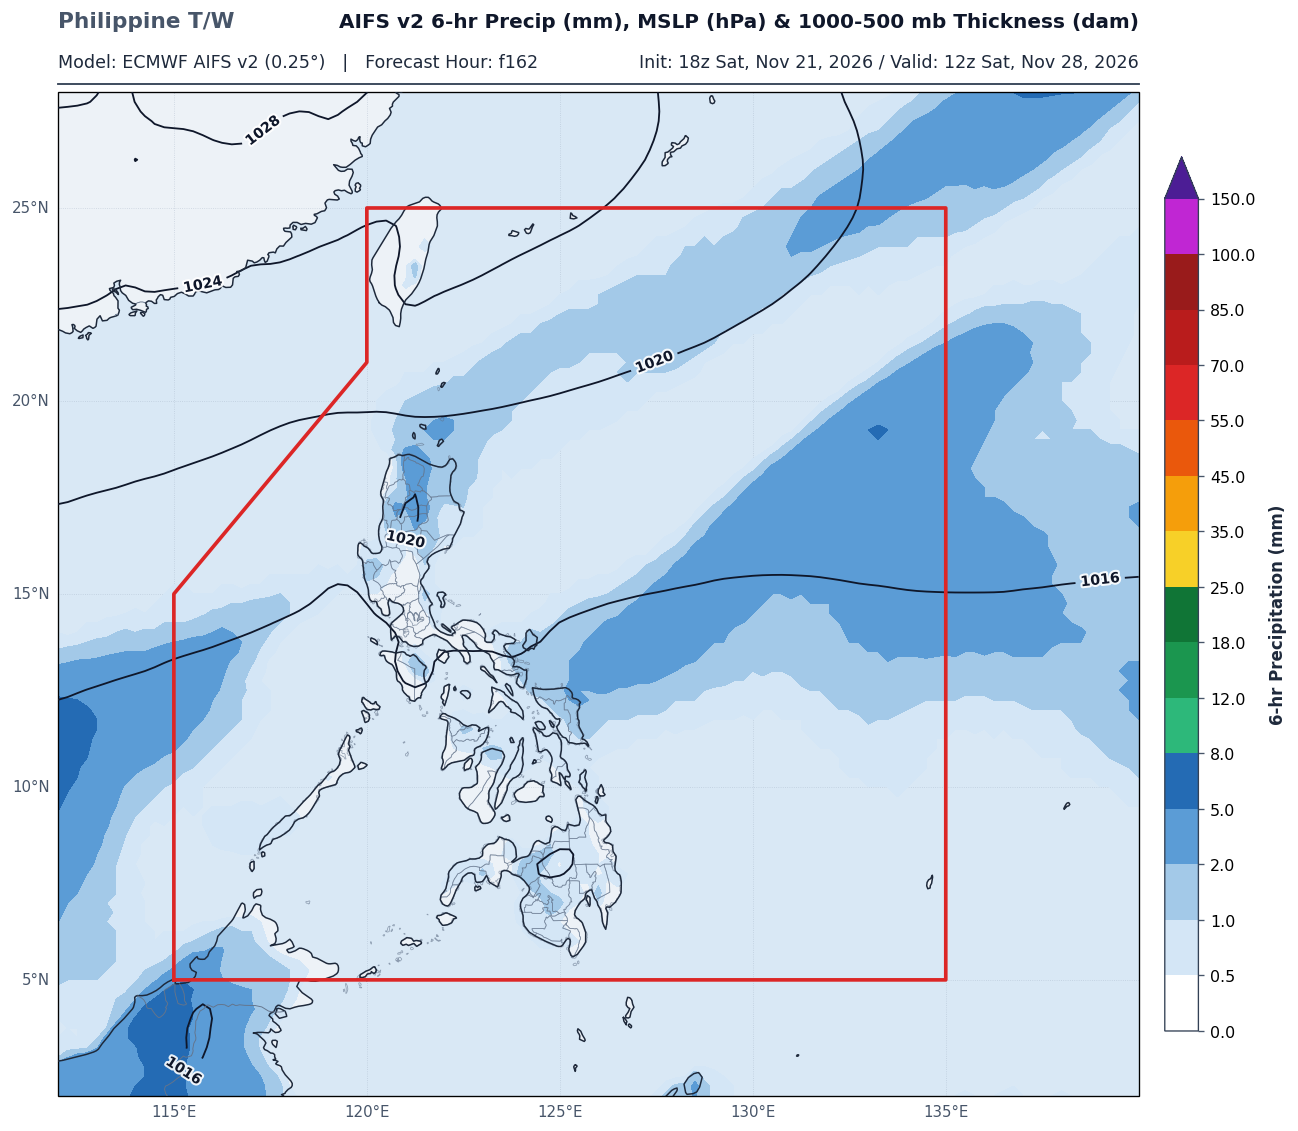 Philippine T/W
AIFS v2 6-hr Precip (mm), MSLP (hPa) & 1000-500 mb Thickness (dam)
Model: ECMWF AIFS v2 (0.25°) | Forecast Hour: f162
Init: 18z Sat, Nov 21, 2026 / Valid: 12z Sat, Nov 28, 2026
1028
1024
1020
1020
1016
1016
25°N
20°N
15°N
10°N
5°N
115°E
120°E
125°E
130°E
135°E
150.0
100.0
85.0
70.0
55.0
45.0
35.0
25.0
18.0
12.0
8.0
5.0
2.0
1.0
0.5
0.0
6-hr Precipitation (mm)